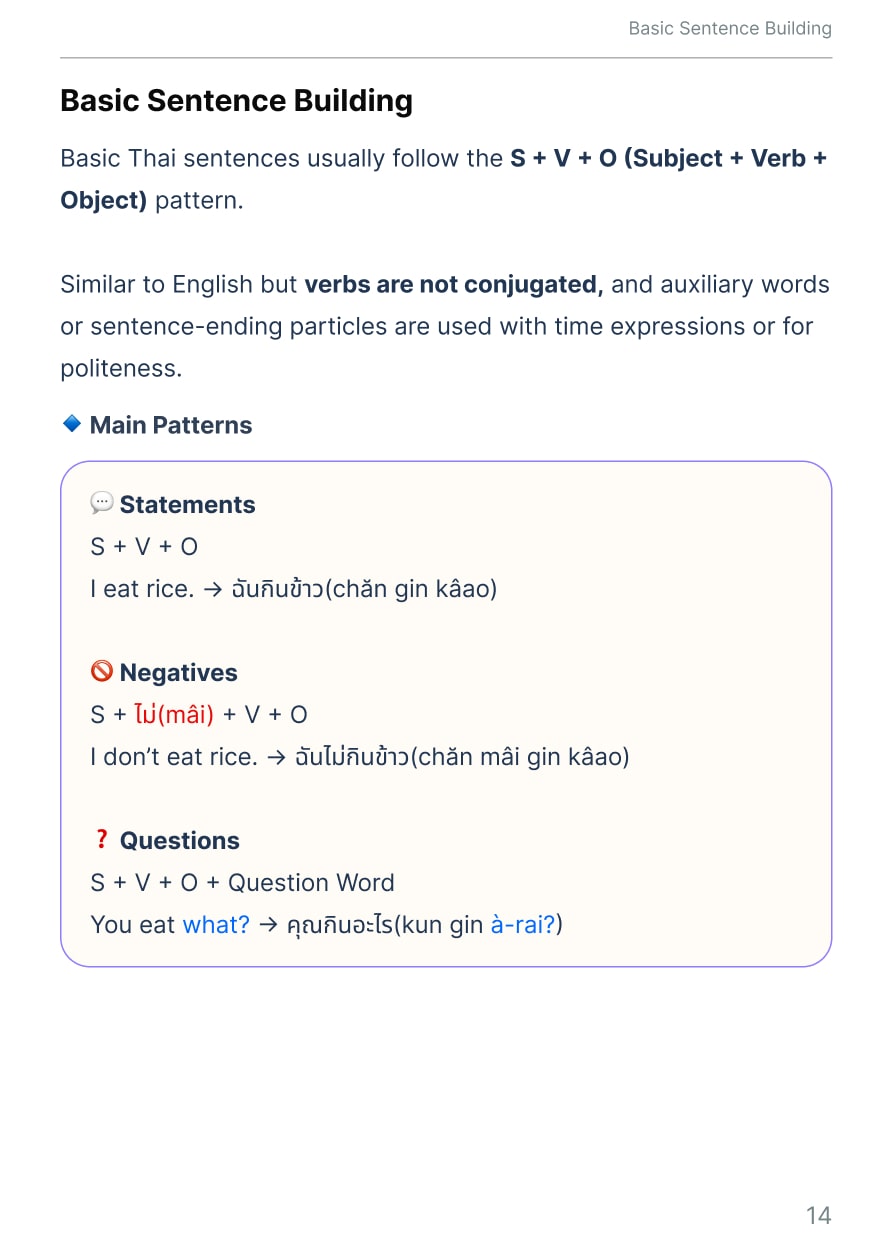 Basic Sentence Building
Basic Sentence Building
Basic Thai sentences usually follow the S + V + O (Subject + Verb +
Object) pattern.
Similar to English but verbs are not conjugated, and auxiliary words
or sentence-ending particles are used with time expressions or for
politeness.
🔹 Main Patterns
💬 Statements
S + V + O
I eat rice. → ฉันกินข้าว(chăn gin kâao)
🚫 Negatives
S + ไม่(mâi) + V + O
I don’t eat rice. → ฉันไม่กินข้าว(chăn mâi gin kâao)
❓ Questions
S + V + O + Question Word
You eat what? → คุณกินอะไร(kun gin à-rai?)
14